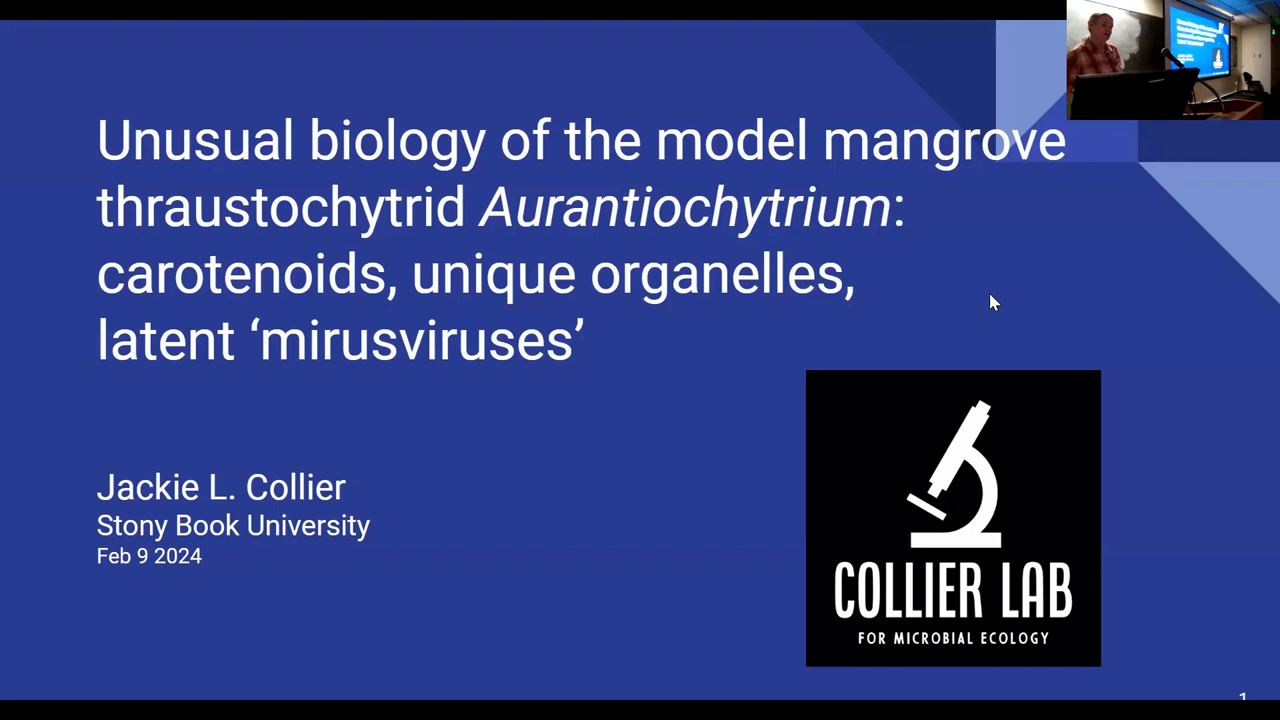 Unusual biology of the model mangrove
thraustochytrid Aurantiochytrium:
carotenoids, unique organelles,
latent ‘mirusviruses’
Jackie L. Collier
Stony Book University
Feb 9 2024
COLLIER LAB
FOR MICROBIAL ECOLOGY
1